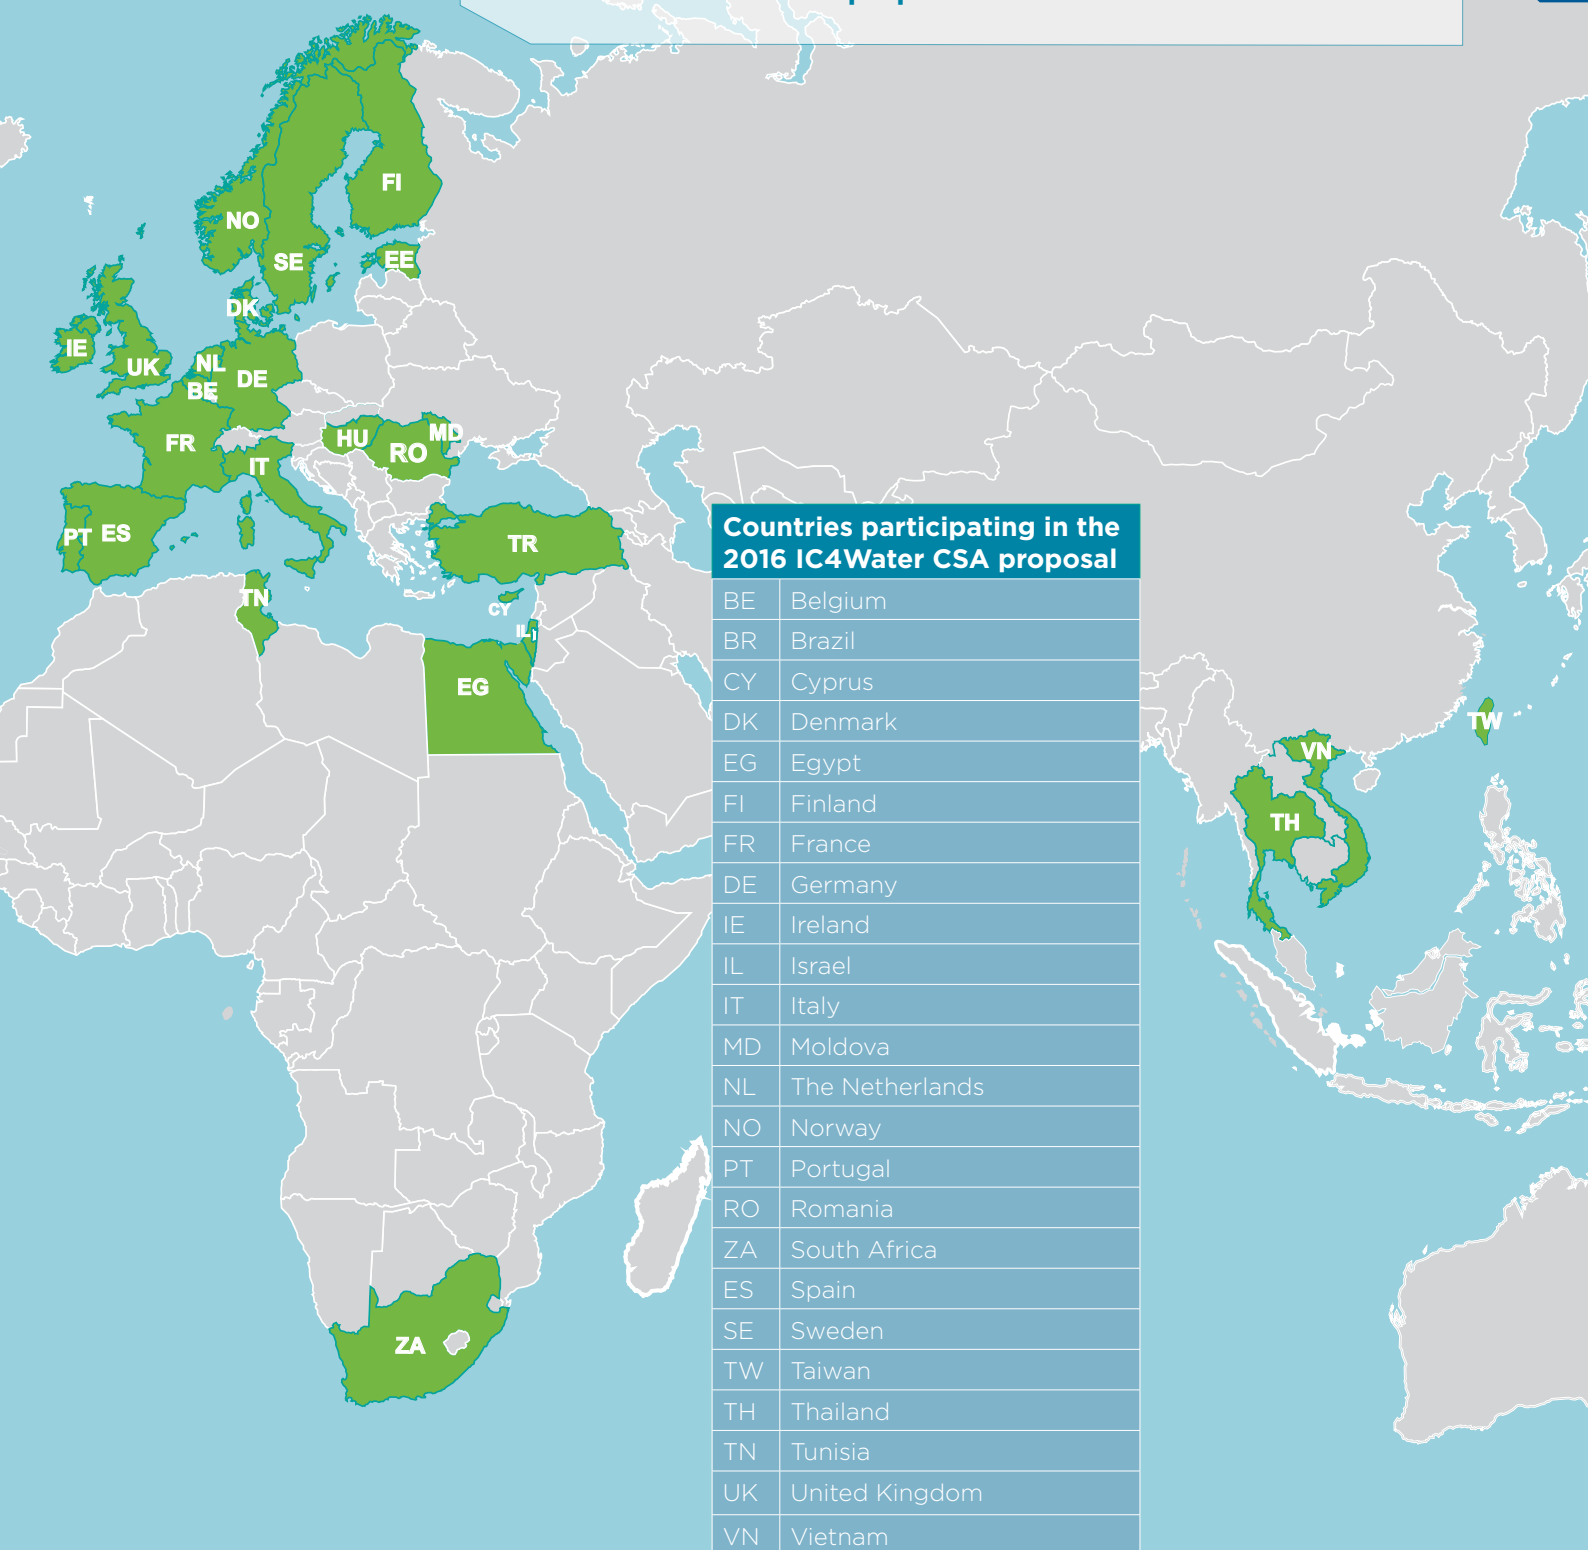 FI
NO
SE
EE
DK
IE
UK
NL
BE
DE
FR
HU
RO
MD
IT
PT
ES
TR
TN
CY
IL
EG
TW
VN
TH
ZA
Countries participating in the
2016 IC4Water CSA proposal
BE Belgium
BR Brazil
CY Cyprus
DK Denmark
EG Egypt
FI Finland
FR France
DE Germany
IE Ireland
IL Israel
IT Italy
MD Moldova
NL The Netherlands
NO Norway
PT Portugal
RO Romania
ZA South Africa
ES Spain
SE Sweden
TW Taiwan
TH Thailand
TN Tunisia
UK United Kingdom
VN Vietnam